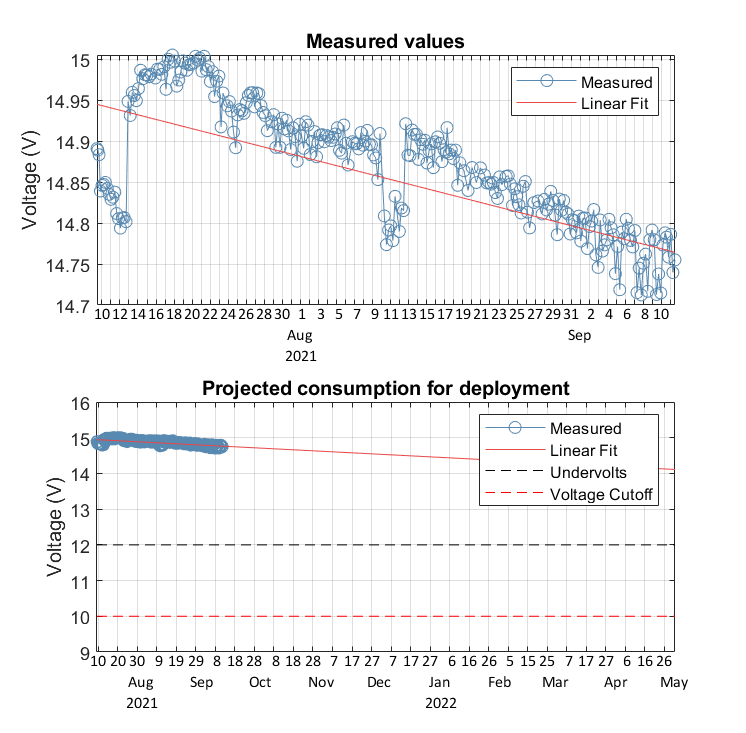 Measured values
15
14.95
14.9
14.85
14.8
14.75
14.7
Voltage (V)
Measured
Linear Fit
10 12 14 16 18 20 22 24 26 28 30 1 3 5 7 9 11 13 15 17 19 21 23 25 27 29 31 2 4 6 8 10
Aug Sep
2021
Projected consumption for deployment
16
15
14
13
12
11
10
9
Voltage (V)
Measured
Linear Fit
Undervolts
Voltage Cutoff
10 20 30 9 19 29 8 18 28 8 18 28 7 17 27 7 17 27 6 16 26 5 15 25 7 17 27 6 16 26
Aug Sep Oct Nov Dec Jan Feb Mar Apr May
2021 2022